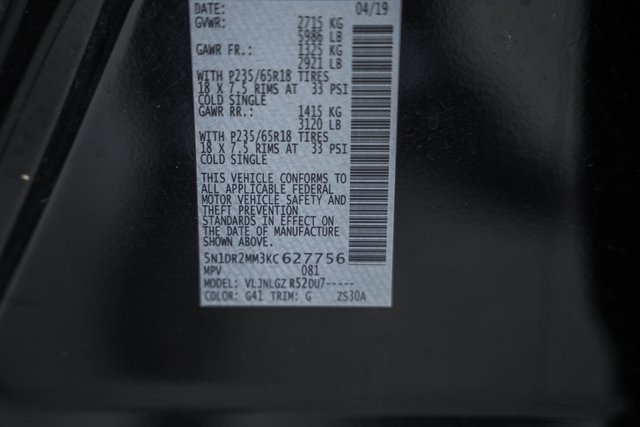 DATE: 04/19
GVWR: 2715 KG
5986 LB
GAWR FR.: 1325 KG
2921 LB
WITH P235/65R18 TIRES
18 X 7.5 RIMS AT 33 PSI
COLD SINGLE
GAWR RR.: 1415 KG
3120 LB
WITH P235/65R18 TIRES
18 X 7.5 RIMS AT 33 PSI
COLD SINGLE
THIS VEHICLE CONFORMS TO
ALL APPLICABLE FEDERAL
MOTOR VEHICLE SAFETY AND
THEFT PREVENTION
STANDARDS IN EFFECT ON
THE DATE OF MANUFACTURE
SHOWN ABOVE.
5N1DR2MM3KC627756
MPV 081
MODEL: VLJNLGZ R52DU7-----
COLOR: G41 TRIM: G ZS30A